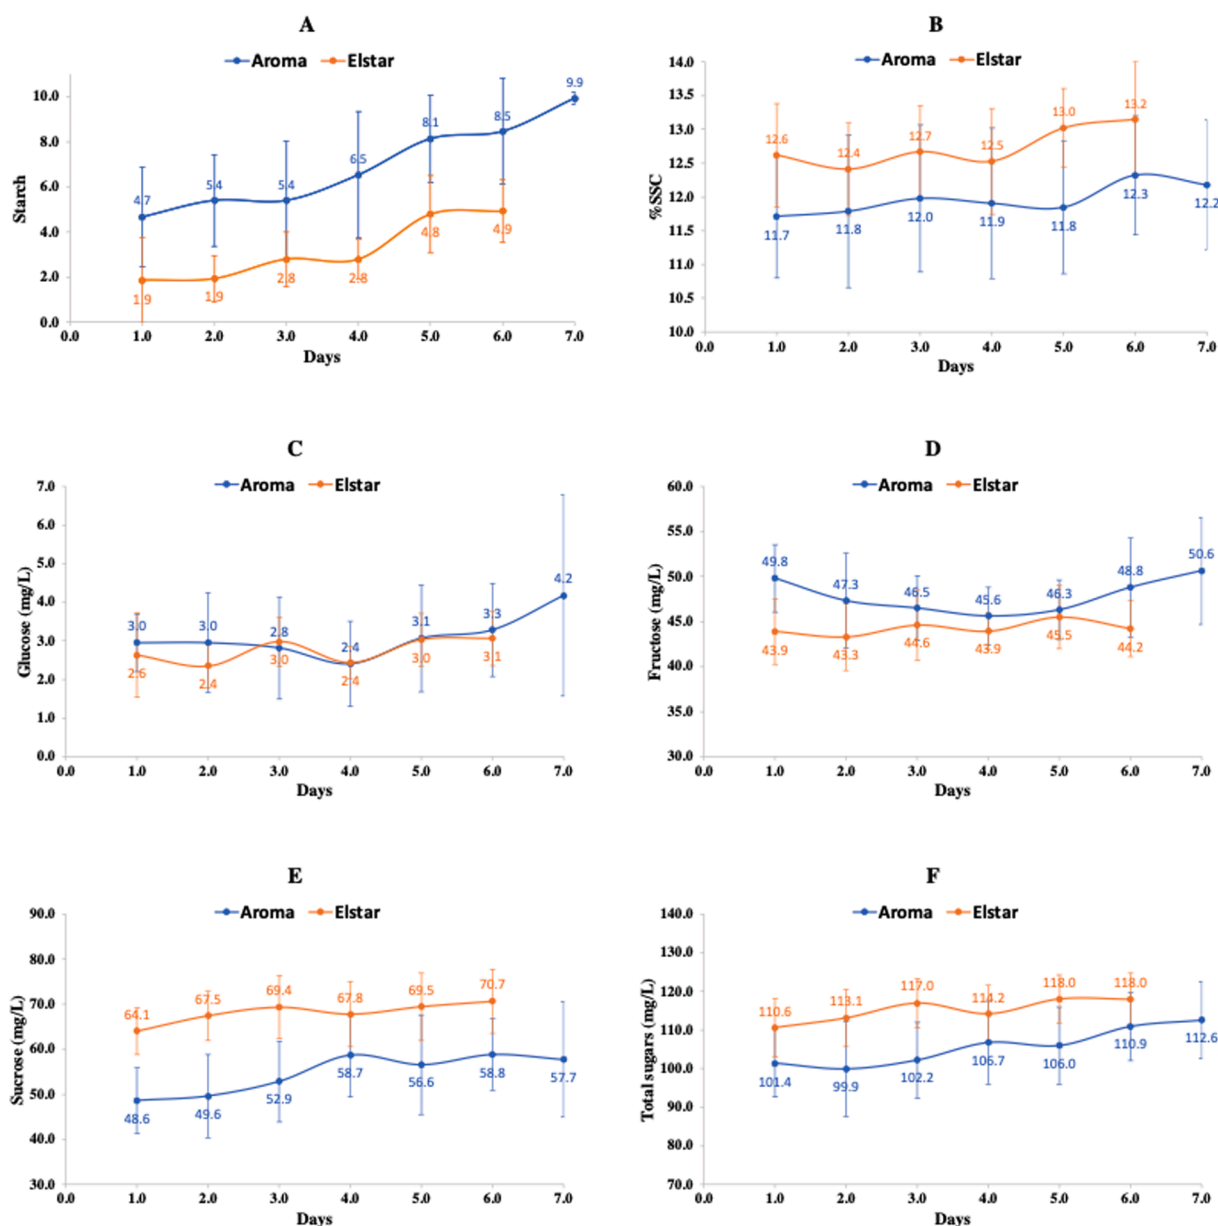 A
Aroma Elstar
10.0
8.0
6.0
4.0
2.0
0.0
Starch
4.7 5.4 5.4 6.5 8.1 8.5 9.9
1.9 1.9 2.8 2.8 4.8 4.9
0.0 1.0 2.0 3.0 4.0 5.0 6.0 7.0
Days
B
Aroma Elstar
14.0
13.5
13.0
12.5
12.0
11.5
11.0
10.5
10.0
%SSC
12.6 12.4 12.7 12.5 13.0 13.2
11.7 11.8 12.0 11.9 11.8 12.3 12.2
0.0 1.0 2.0 3.0 4.0 5.0 6.0 7.0
Days
C
Aroma Elstar
7.0
6.0
5.0
4.0
3.0
2.0
1.0
0.0
Glucose (mg/L)
3.0 3.0 2.8 2.4 3.1 3.3 4.2
2.6 2.4 3.0 2.4 3.0 3.1
0.0 1.0 2.0 3.0 4.0 5.0 6.0 7.0
Days
D
Aroma Elstar
60.0
55.0
50.0
45.0
40.0
35.0
30.0
Fructose (mg/L)
49.8 47.3 46.5 45.6 46.3 48.8 50.6
43.9 43.3 44.6 43.9 45.5 44.2
0.0 1.0 2.0 3.0 4.0 5.0 6.0 7.0
Days
E
Aroma Elstar
90.0
80.0
70.0
60.0
50.0
40.0
30.0
Sucrose (mg/L)
64.1 67.5 69.4 67.8 69.5 70.7
48.6 49.6 52.9 58.7 56.6 58.8 57.7
0.0 1.0 2.0 3.0 4.0 5.0 6.0 7.0
Days
F
Aroma Elstar
140.0
130.0
120.0
110.0
100.0
90.0
80.0
70.0
Total sugars (mg/L)
110.6 113.1 117.0 114.2 118.0 118.0
101.4 99.9 102.2 106.7 106.0 110.9 112.6
0.0 1.0 2.0 3.0 4.0 5.0 6.0 7.0
Days